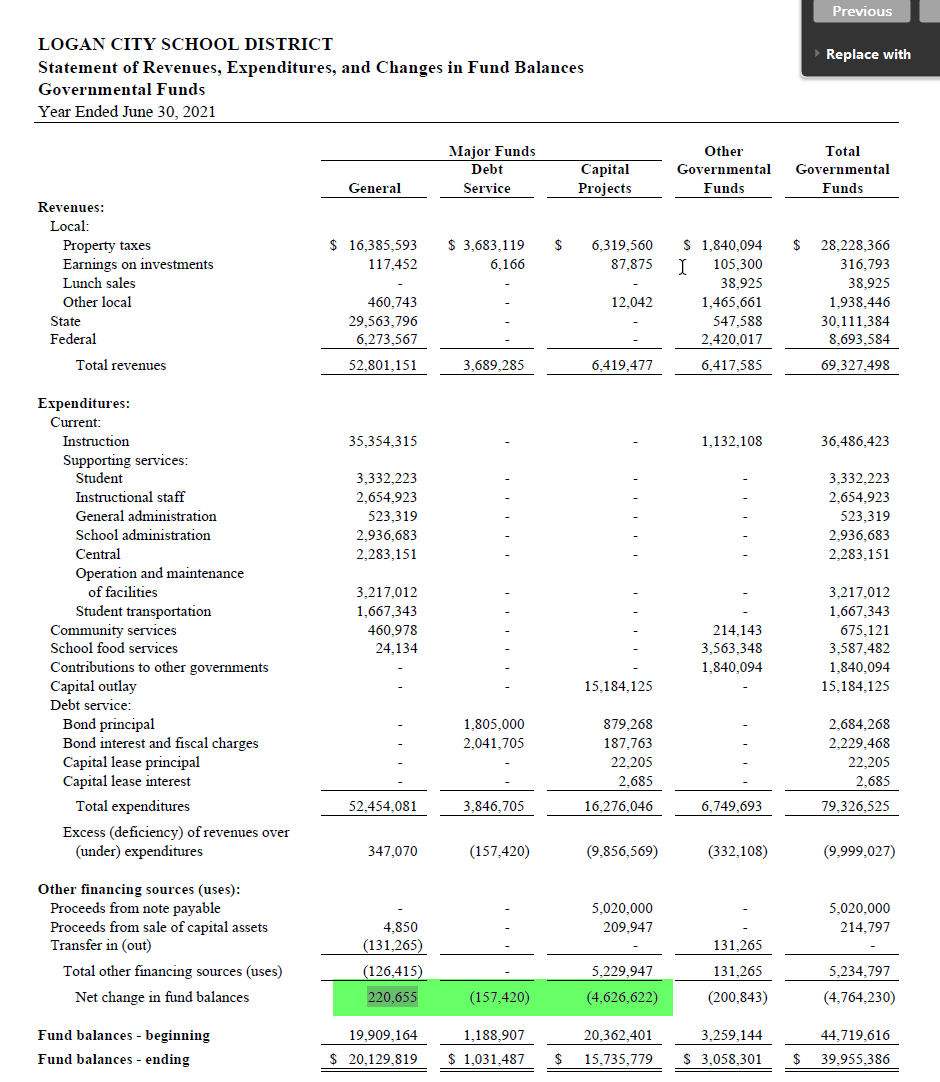 Previous
Replace with
LOGAN CITY SCHOOL DISTRICT
Statement of Revenues, Expenditures, and Changes in Fund Balances
Governmental Funds
Year Ended June 30, 2021
Major Funds Other Total
Debt Capital Governmental Governmental
General Service Projects Funds Funds
Revenues:
Local:
Property taxes $ 16,385,593 $ 3,683,119 $ 6,319,560 $ 1,840,094 $ 28,228,366
Earnings on investments 117,452 6,166 87,875 105,300 316,793
Lunch sales - - - 38,925 38,925
Other local 460,743 - 12,042 1,465,661 1,938,446
State 29,563,796 - - 547,588 30,111,384
Federal 6,273,567 - - 2,420,017 8,693,584
Total revenues 52,801,151 3,689,285 6,419,477 6,417,585 69,327,498
Expenditures:
Current:
Instruction 35,354,315 - - 1,132,108 36,486,423
Supporting services:
Student 3,332,223 - - - 3,332,223
Instructional staff 2,654,923 - - - 2,654,923
General administration 523,319 - - - 523,319
School administration 2,936,683 - - - 2,936,683
Central 2,283,151 - - - 2,283,151
Operation and maintenance
of facilities 3,217,012 - - - 3,217,012
Student transportation 1,667,343 - - - 1,667,343
Community services 460,978 - - 214,143 675,121
School food services 24,134 - - 3,563,348 3,587,482
Contributions to other governments - - - 1,840,094 1,840,094
Capital outlay - - 15,184,125 - 15,184,125
Debt service:
Bond principal - 1,805,000 879,268 - 2,684,268
Bond interest and fiscal charges - 2,041,705 187,763 - 2,229,468
Capital lease principal - - 22,205 - 22,205
Capital lease interest - - 2,685 - 2,685
Total expenditures 52,454,081 3,846,705 16,276,046 6,749,693 79,326,525
Excess (deficiency) of revenues over
(under) expenditures 347,070 (157,420) (9,856,569) (332,108) (9,999,027)
Other financing sources (uses):
Proceeds from note payable - - 5,020,000 - 5,020,000
Proceeds from sale of capital assets 4,850 - 209,947 - 214,797
Transfer in (out) (131,265) - - 131,265 -
Total other financing sources (uses) (126,415) - 5,229,947 131,265 5,234,797
Net change in fund balances 220,655 (157,420) (4,626,622) (200,843) (4,764,230)
Fund balances - beginning 19,909,164 1,188,907 20,362,401 3,259,144 44,719,616
Fund balances - ending $ 20,129,819 $ 1,031,487 $ 15,735,779 $ 3,058,301 $ 39,955,386